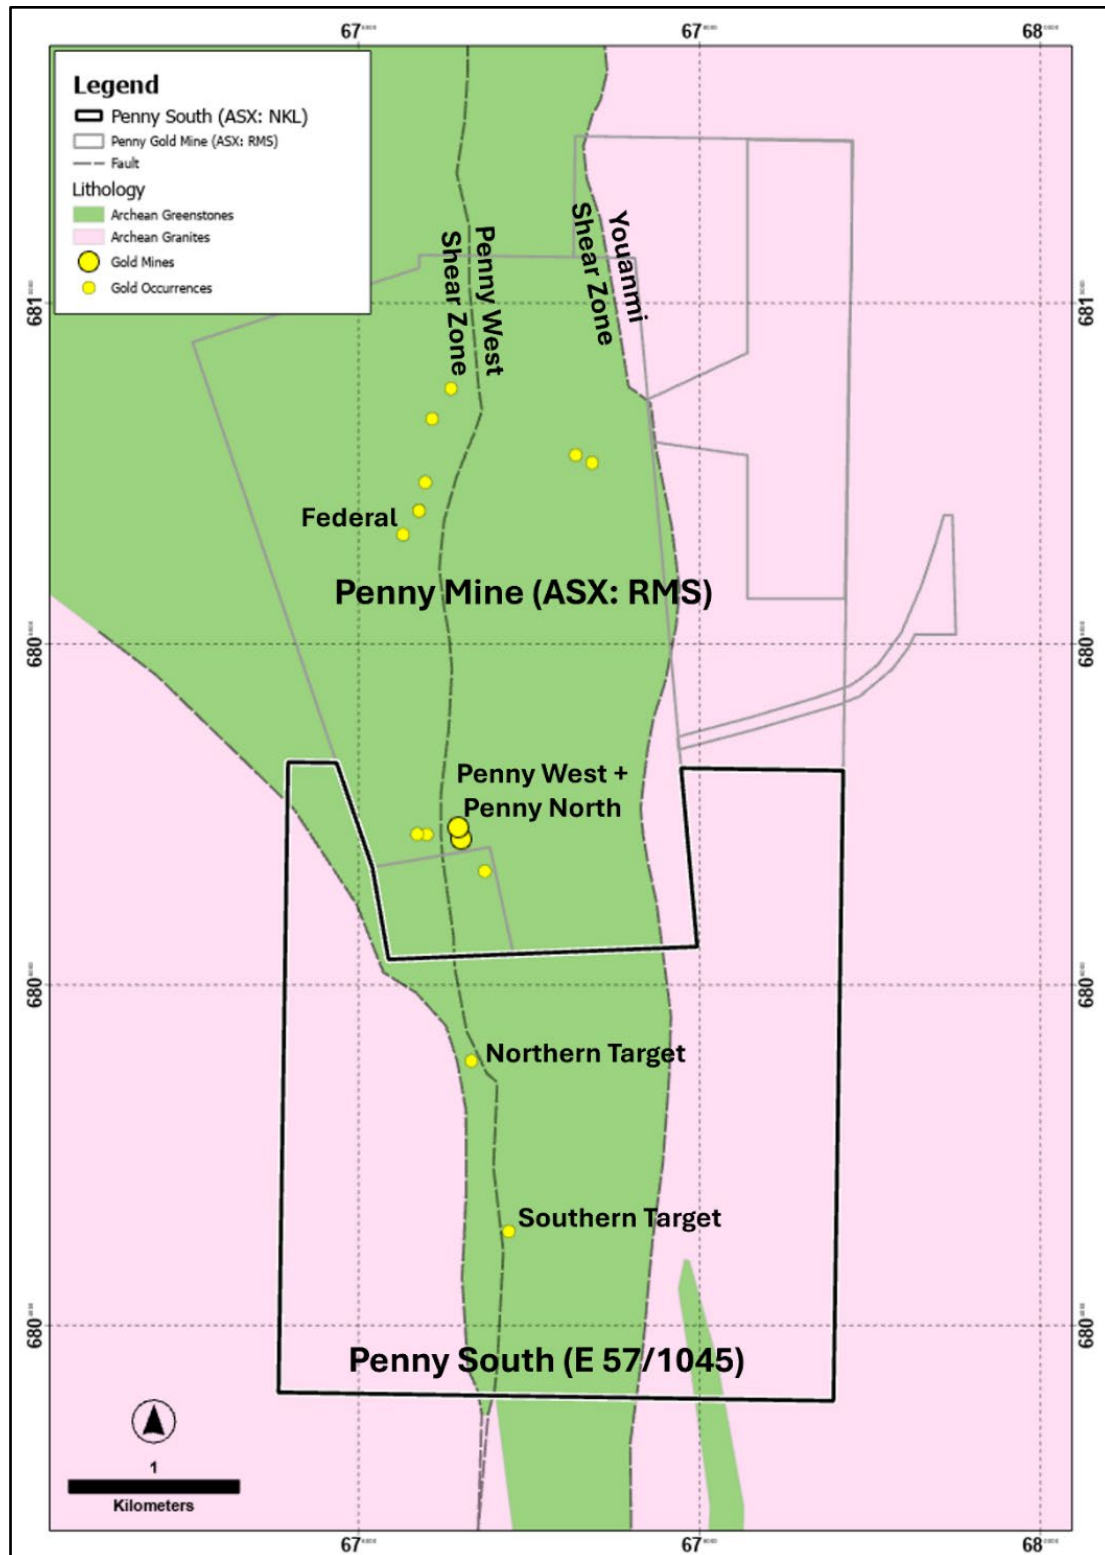 67
67
68
Legend
Penny South (ASX: NKL)
Penny Gold Mine (ASX: RMS)
Fault
Lithology
Archean Greenstones
Archean Granites
Gold Mines
Gold Occurrences
Penny West
Shear Zone
Youanmi
Shear Zone
681
681
Federal
Penny Mine (ASX: RMS)
680
680
Penny West +
Penny North
680
680
Northern Target
Southern Target
680
680
Penny South (E 57/1045)
1
Kilometers
67
67
68